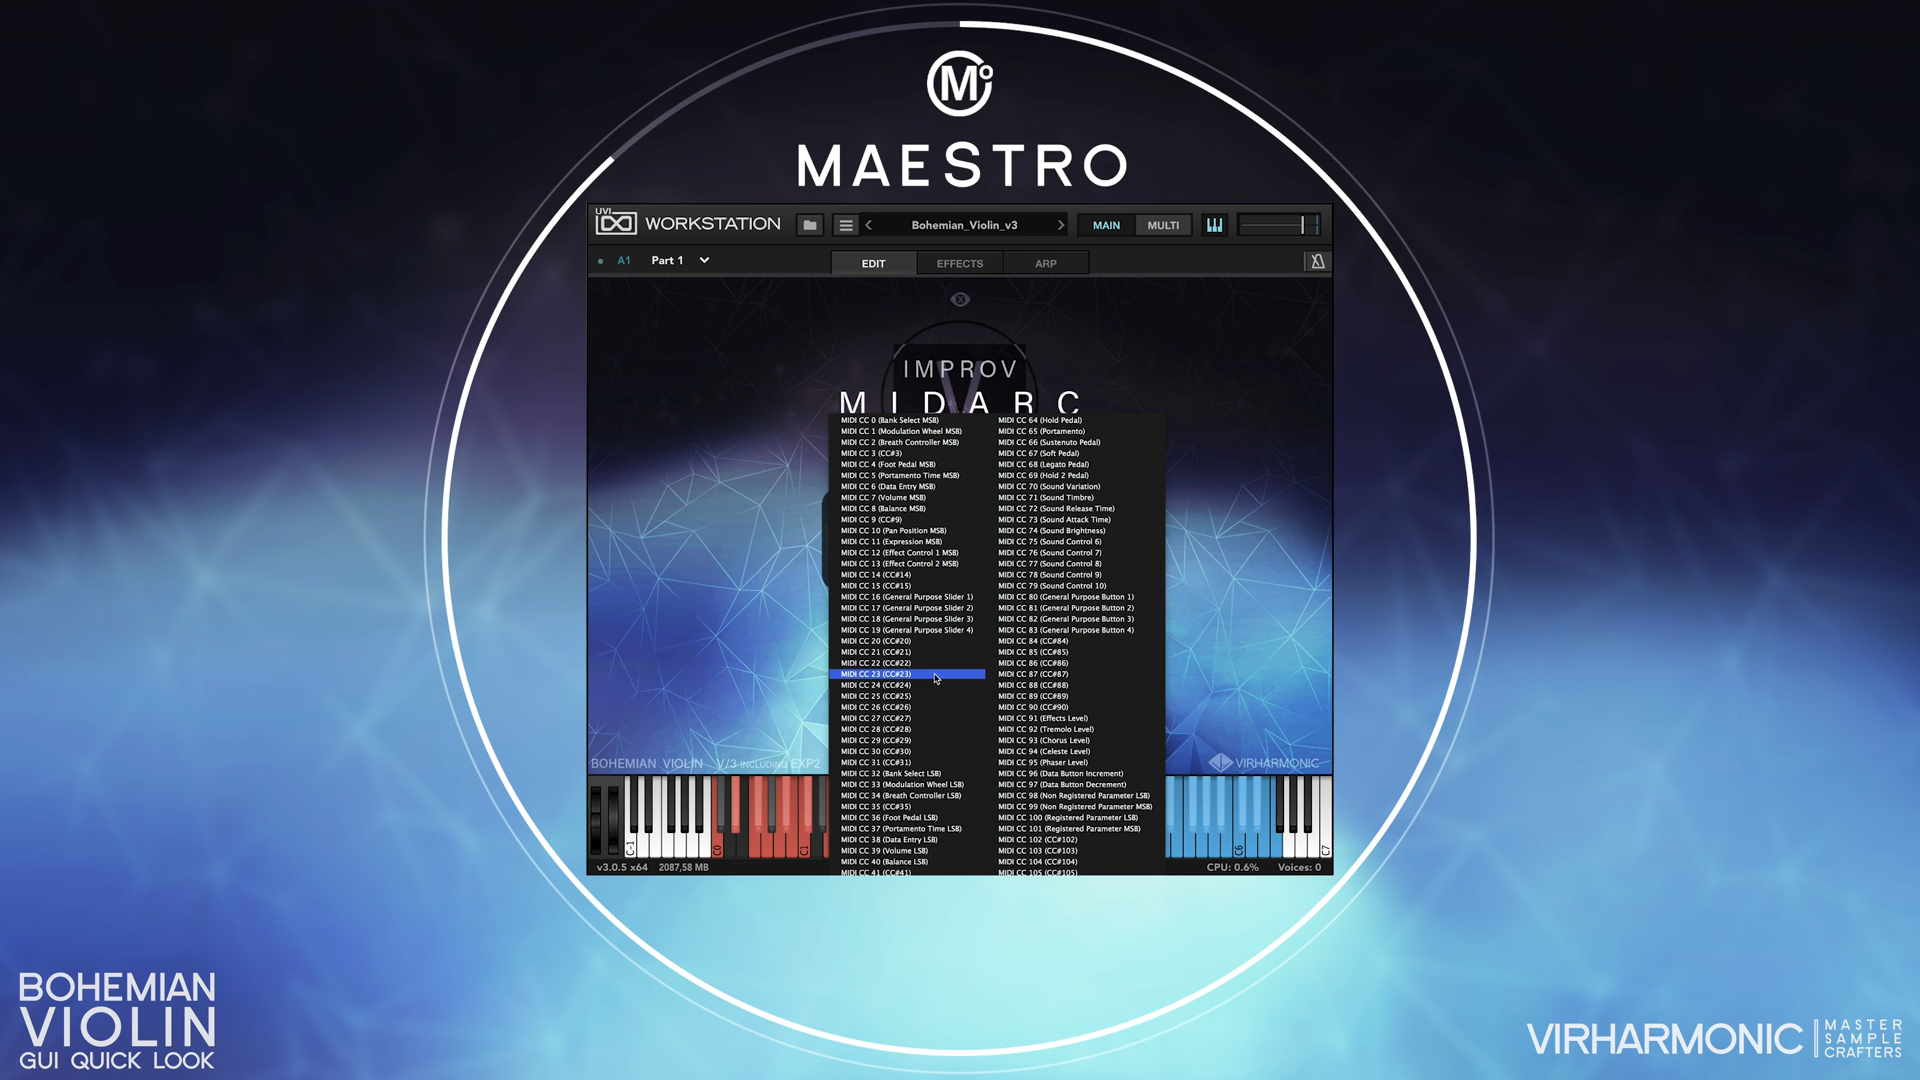 M°
MAESTRO
UVI
WORKSTATION
Bohemian_Violin_v3
MAIN
MULTI
A1
Part 1
EDIT
EFFECTS
ARP
IMPROV
MIDARC
MIDI CC 0 (Bank Select MSB)
MIDI CC 1 (Modulation Wheel MSB)
MIDI CC 2 (Breath Controller MSB)
MIDI CC 3 (CC#3)
MIDI CC 4 (Foot Pedal MSB)
MIDI CC 5 (Portamento Time MSB)
MIDI CC 6 (Data Entry MSB)
MIDI CC 7 (Volume MSB)
MIDI CC 8 (Balance MSB)
MIDI CC 9 (CC#9)
MIDI CC 10 (Pan Position MSB)
MIDI CC 11 (Expression MSB)
MIDI CC 12 (Effect Control 1 MSB)
MIDI CC 13 (Effect Control 2 MSB)
MIDI CC 14 (CC#14)
MIDI CC 15 (CC#15)
MIDI CC 16 (General Purpose Slider 1)
MIDI CC 17 (General Purpose Slider 2)
MIDI CC 18 (General Purpose Slider 3)
MIDI CC 19 (General Purpose Slider 4)
MIDI CC 20 (CC#20)
MIDI CC 21 (CC#21)
MIDI CC 22 (CC#22)
MIDI CC 23 (CC#23)
MIDI CC 24 (CC#24)
MIDI CC 25 (CC#25)
MIDI CC 26 (CC#26)
MIDI CC 27 (CC#27)
MIDI CC 28 (CC#28)
MIDI CC 29 (CC#29)
MIDI CC 30 (CC#30)
MIDI CC 31 (CC#31)
MIDI CC 32 (Bank Select LSB)
MIDI CC 33 (Modulation Wheel LSB)
MIDI CC 34 (Breath Controller LSB)
MIDI CC 35 (CC#35)
MIDI CC 36 (Foot Pedal LSB)
MIDI CC 37 (Portamento Time LSB)
MIDI CC 38 (Data Entry LSB)
MIDI CC 39 (Volume LSB)
MIDI CC 40 (Balance LSB)
MIDI CC 41 (CC#41)
MIDI CC 64 (Hold Pedal)
MIDI CC 65 (Portamento)
MIDI CC 66 (Sustenuto Pedal)
MIDI CC 67 (Soft Pedal)
MIDI CC 68 (Legato Pedal)
MIDI CC 69 (Hold 2 Pedal)
MIDI CC 70 (Sound Variation)
MIDI CC 71 (Sound Timbre)
MIDI CC 72 (Sound Release Time)
MIDI CC 73 (Sound Attack Time)
MIDI CC 74 (Sound Brightness)
MIDI CC 75 (Sound Control 6)
MIDI CC 76 (Sound Control 7)
MIDI CC 77 (Sound Control 8)
MIDI CC 78 (Sound Control 9)
MIDI CC 79 (Sound Control 10)
MIDI CC 80 (General Purpose Button 1)
MIDI CC 81 (General Purpose Button 2)
MIDI CC 82 (General Purpose Button 3)
MIDI CC 83 (General Purpose Button 4)
MIDI CC 84 (CC#84)
MIDI CC 85 (CC#85)
MIDI CC 86 (CC#86)
MIDI CC 87 (CC#87)
MIDI CC 88 (CC#88)
MIDI CC 89 (CC#89)
MIDI CC 90 (CC#90)
MIDI CC 91 (Effects Level)
MIDI CC 92 (Tremolo Level)
MIDI CC 93 (Chorus Level)
MIDI CC 94 (Celeste Level)
MIDI CC 95 (Phaser Level)
MIDI CC 96 (Data Button Increment)
MIDI CC 97 (Data Button Decrement)
MIDI CC 98 (Non Registered Parameter LSB)
MIDI CC 99 (Non Registered Parameter MSB)
MIDI CC 100 (Registered Parameter LSB)
MIDI CC 101 (Registered Parameter MSB)
MIDI CC 102 (CC#102)
MIDI CC 103 (CC#103)
MIDI CC 104 (CC#104)
MIDI CC 105 (CC#105)
BOHEMIAN VIOLIN V/3 INCLUDING EXP2
VIRHARMONIC
C-1
C0
C1
C6
C7
v3.0.5 x64
2087,58 MB
CPU: 0.6%
Voices: 0
BOHEMIAN
VIOLIN
GUI QUICK LOOK
VIRHARMONIC
MASTER
SAMPLE
CRAFTERS